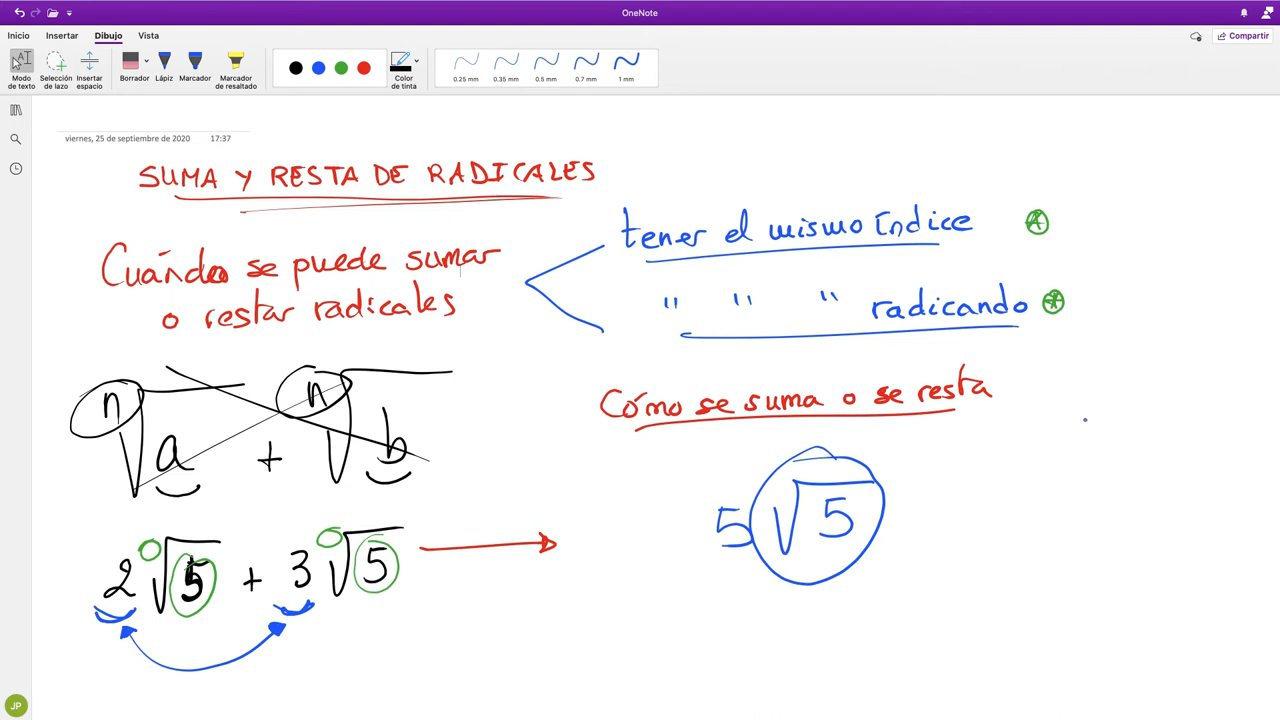 OneNote
Inicio Insertar Dibujo Vista
Compartir
Modo de texto
Selección de lazo
Insertar espacio
Borrador
Lápiz
Marcador
Marcador de resaltado
Color de tinta
0.25 mm 0.35 mm 0.5 mm 0.7 mm 1 mm
viernes, 25 de septiembre de 2020 17:37
SUMA Y RESTA DE RADICALES
Cuándo se puede sumar
o restar radicales
tener el mismo índice
" " " radicando
Cómo se suma o se resta
n√a + n√b
2√5 + 3√5
5√5
JP